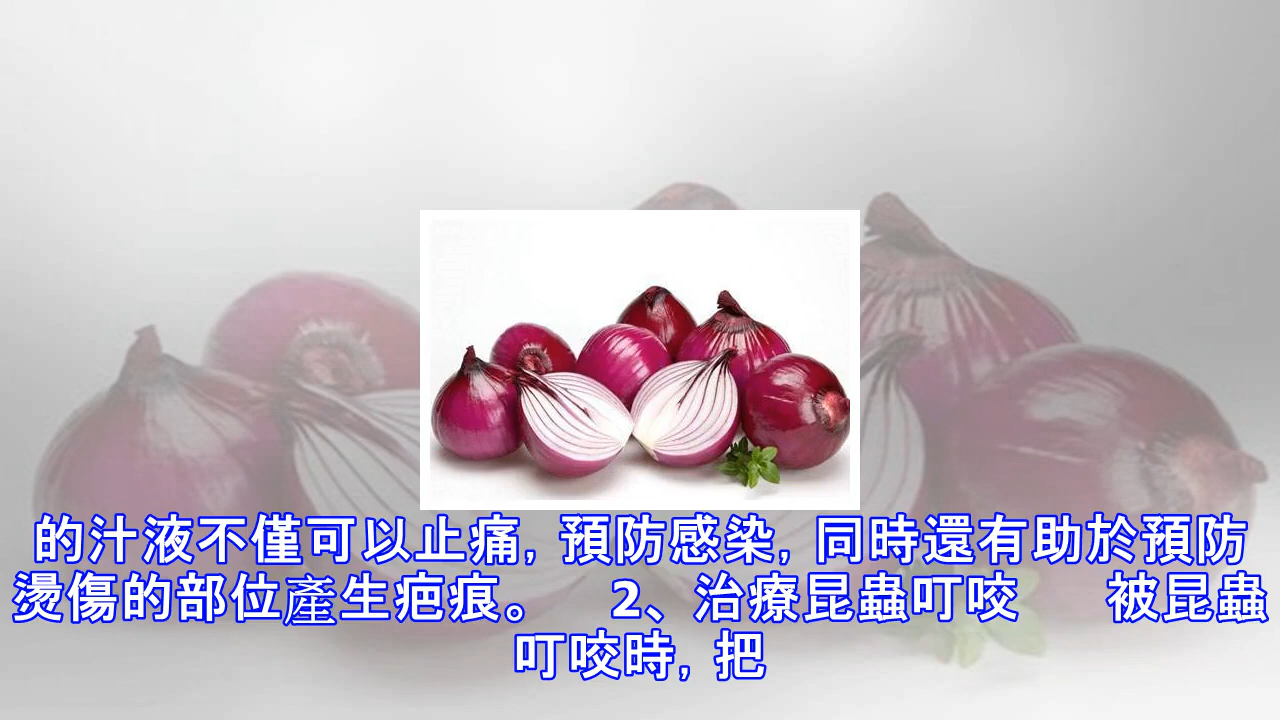 的汁液不僅可以止痛, 預防感染, 同時還有助於預防
燙傷的部位產生疤痕。 2、治療昆蟲叮咬 被昆蟲
叮咬時, 把